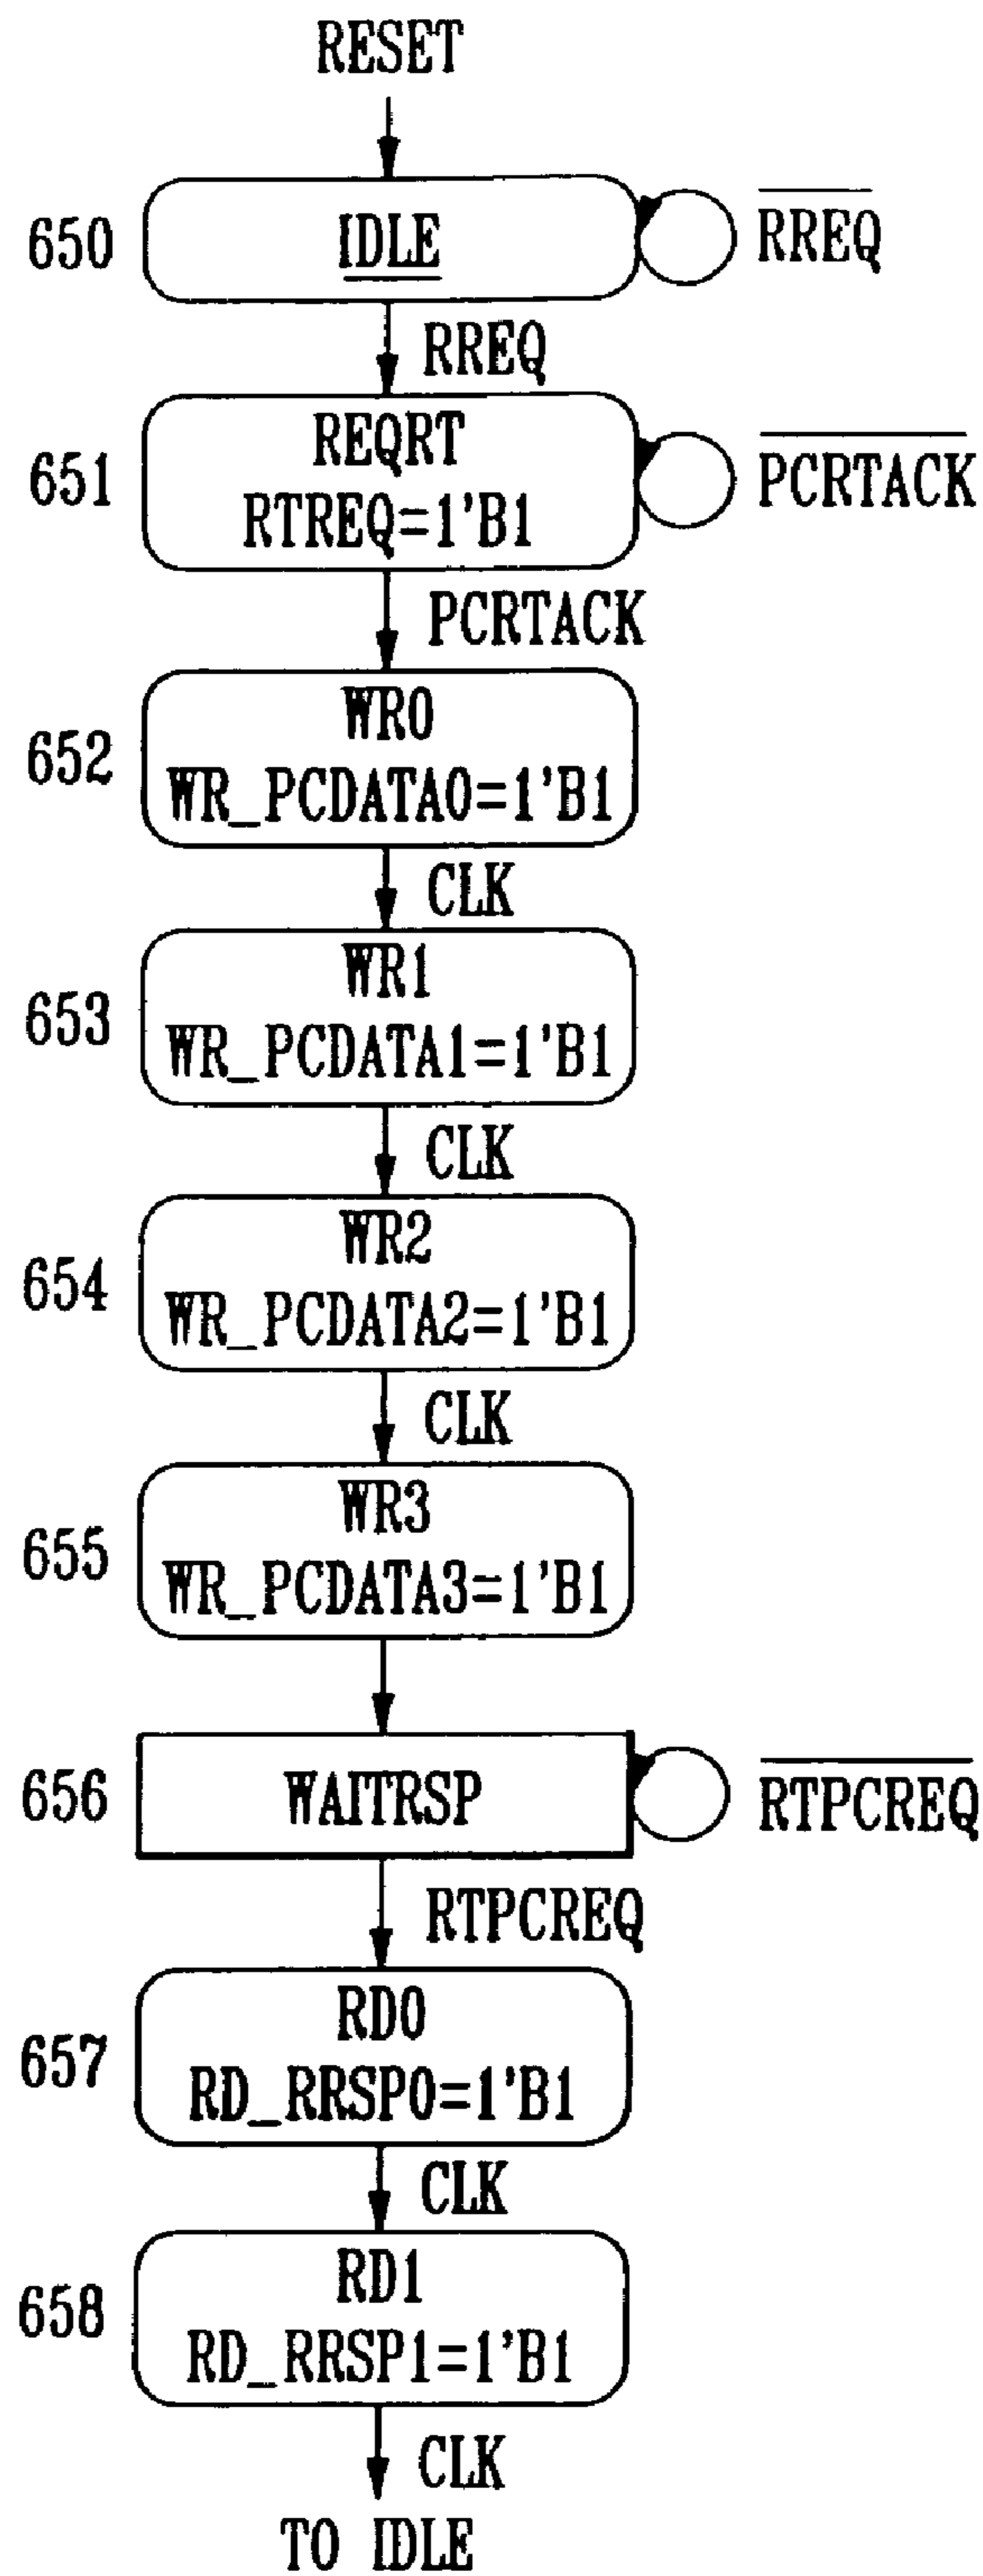 RESET
650
IDLE
RREQ
RREQ
651
REQRT
RTREQ=1'B1
PCRTACK
PCRTACK
652
WR0
WR_PCDATA0=1'B1
CLK
653
WR1
WR_PCDATA1=1'B1
CLK
654
WR2
WR_PCDATA2=1'B1
CLK
655
WR3
WR_PCDATA3=1'B1
656
WAITRSP
RTPCREQ
RTPCREQ
657
RD0
RD_RRSP0=1'B1
CLK
658
RD1
RD_RRSP1=1'B1
CLK
TO IDLE